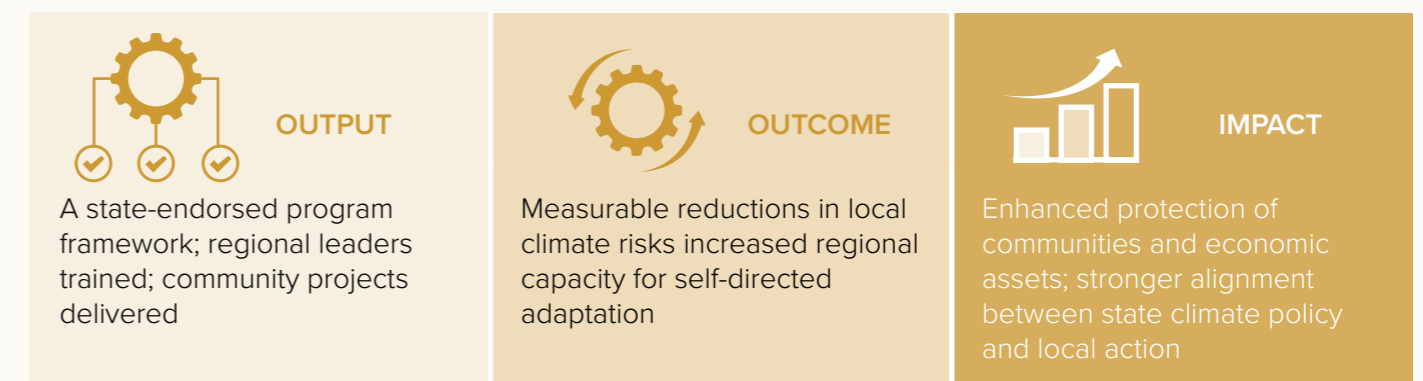 OUTPUT
A state-endorsed program
framework; regional leaders
trained; community projects
delivered
OUTCOME
Measurable reductions in local
climate risks increased regional
capacity for self-directed
adaptation
IMPACT
Enhanced protection of
communities and economic
assets; stronger alignment
between state climate policy
and local action